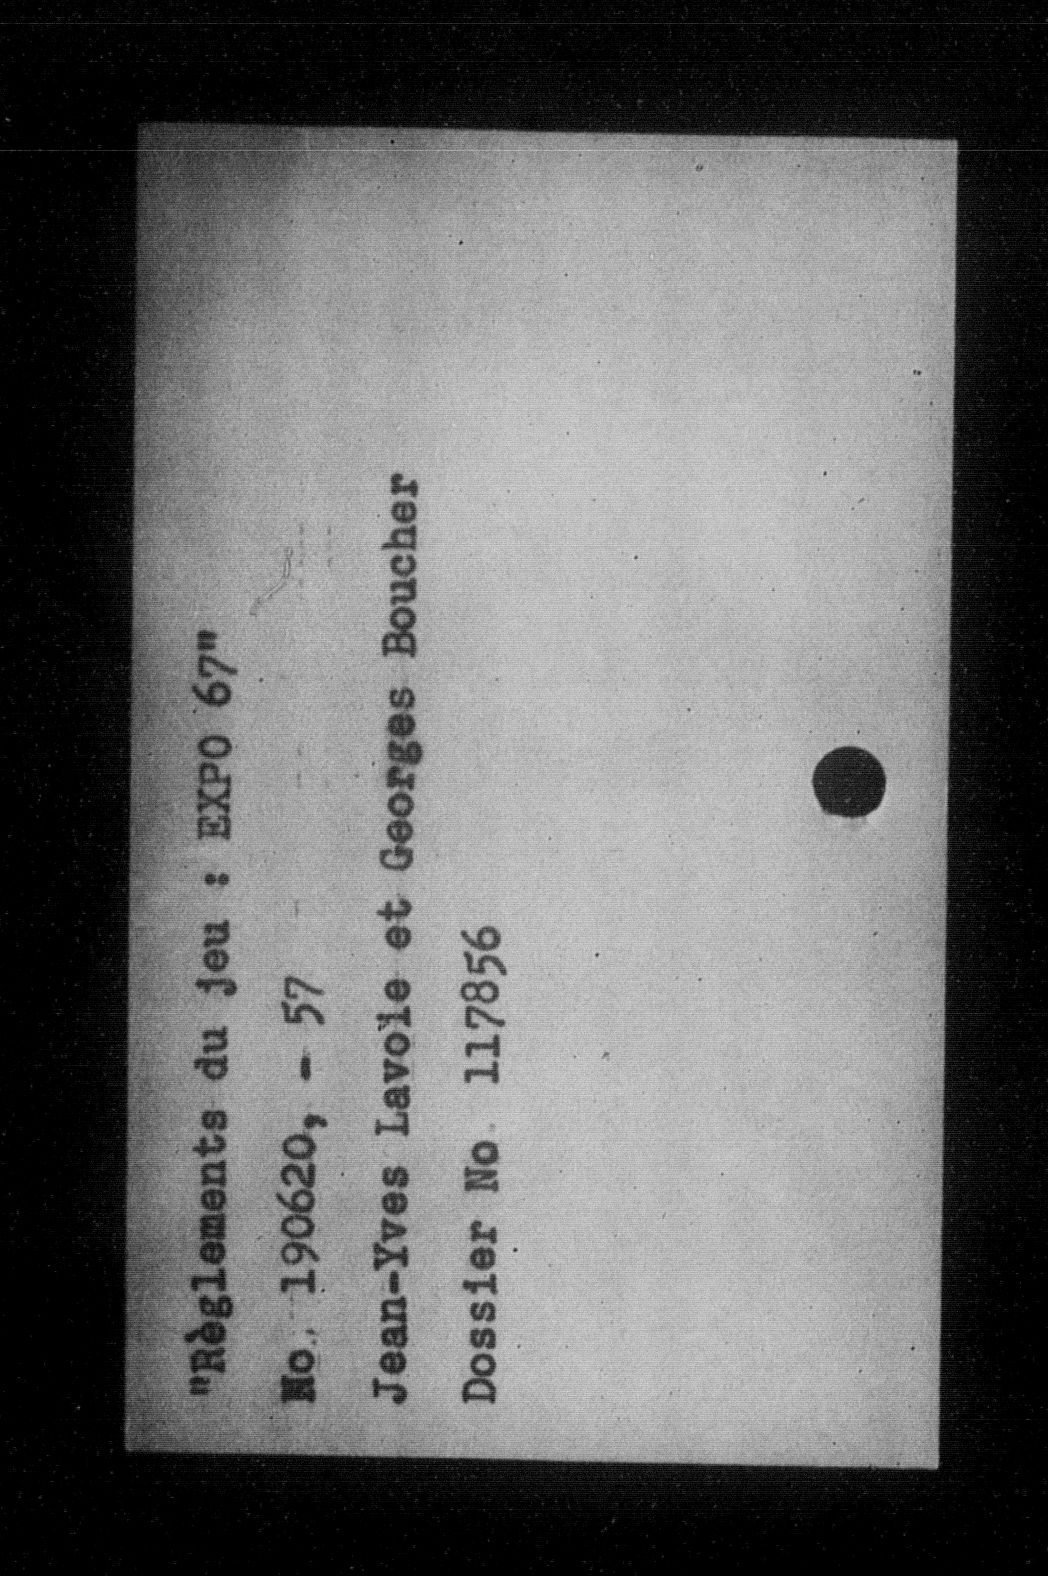 "Règlements du jeu : EXPO 67"
No. 190620, - 57
Jean-Yves Lavoie et Georges Boucher
Dossier No. 117856